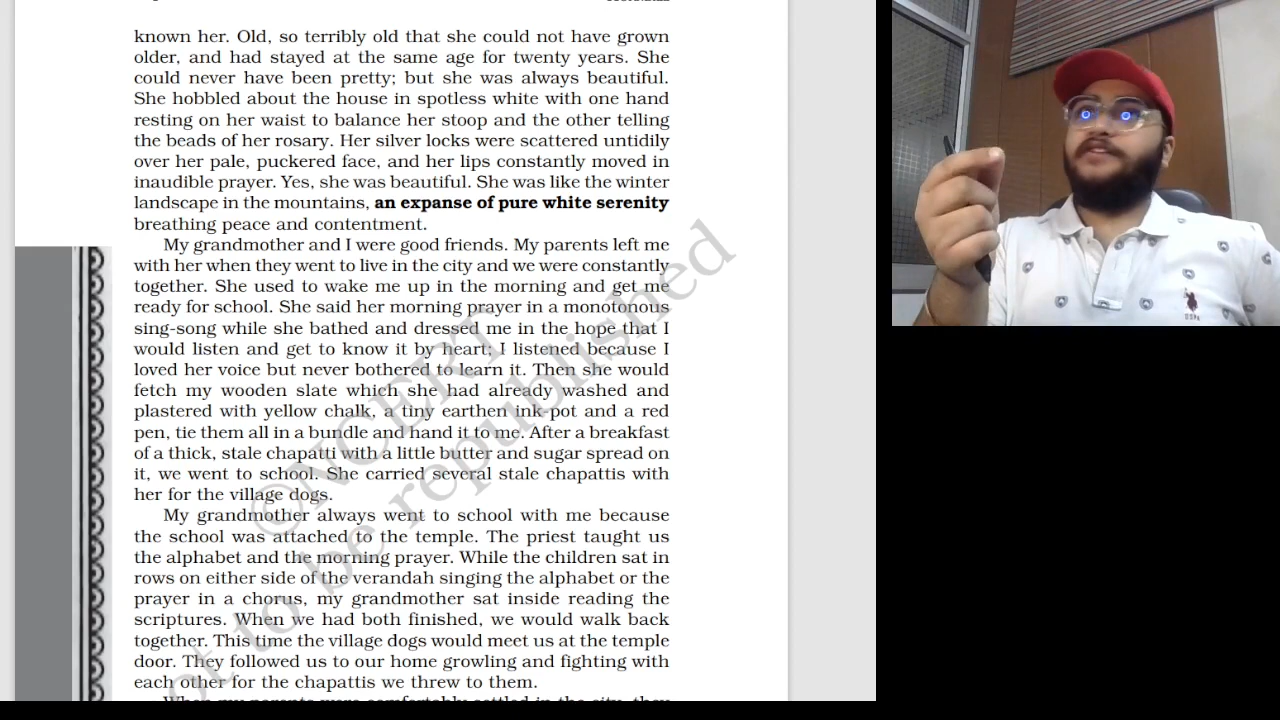 known her. Old, so terribly old that she could not have grown
older, and had stayed at the same age for twenty years. She
could never have been pretty; but she was always beautiful.
She hobbled about the house in spotless white with one hand
resting on her waist to balance her stoop and the other telling
the beads of her rosary. Her silver locks were scattered untidily
over her pale, puckered face, and her lips constantly moved in
inaudible prayer. Yes, she was beautiful. She was like the winter
landscape in the mountains, an expanse of pure white serenity
breathing peace and contentment.
My grandmother and I were good friends. My parents left me
with her when they went to live in the city and we were constantly
together. She used to wake me up in the morning and get me
ready for school. She said her morning prayer in a monotonous
sing-song while she bathed and dressed me in the hope that I
would listen and get to know it by heart; I listened because I
loved her voice but never bothered to learn it. Then she would
fetch my wooden slate which she had already washed and
plastered with yellow chalk, a tiny earthen ink-pot and a red
pen, tie them all in a bundle and hand it to me. After a breakfast
of a thick, stale chapatti with a little butter and sugar spread on
it, we went to school. She carried several stale chapattis with
her for the village dogs.
My grandmother always went to school with me because
the school was attached to the temple. The priest taught us
the alphabet and the morning prayer. While the children sat in
rows on either side of the verandah singing the alphabet or the
prayer in a chorus, my grandmother sat inside reading the
scriptures. When we had both finished, we would walk back
together. This time the village dogs would meet us at the temple
door. They followed us to our home growling and fighting with
each other for the chapattis we threw to them.
When my parents were comfortably settled in the city, they
©NCERT
not to be republished